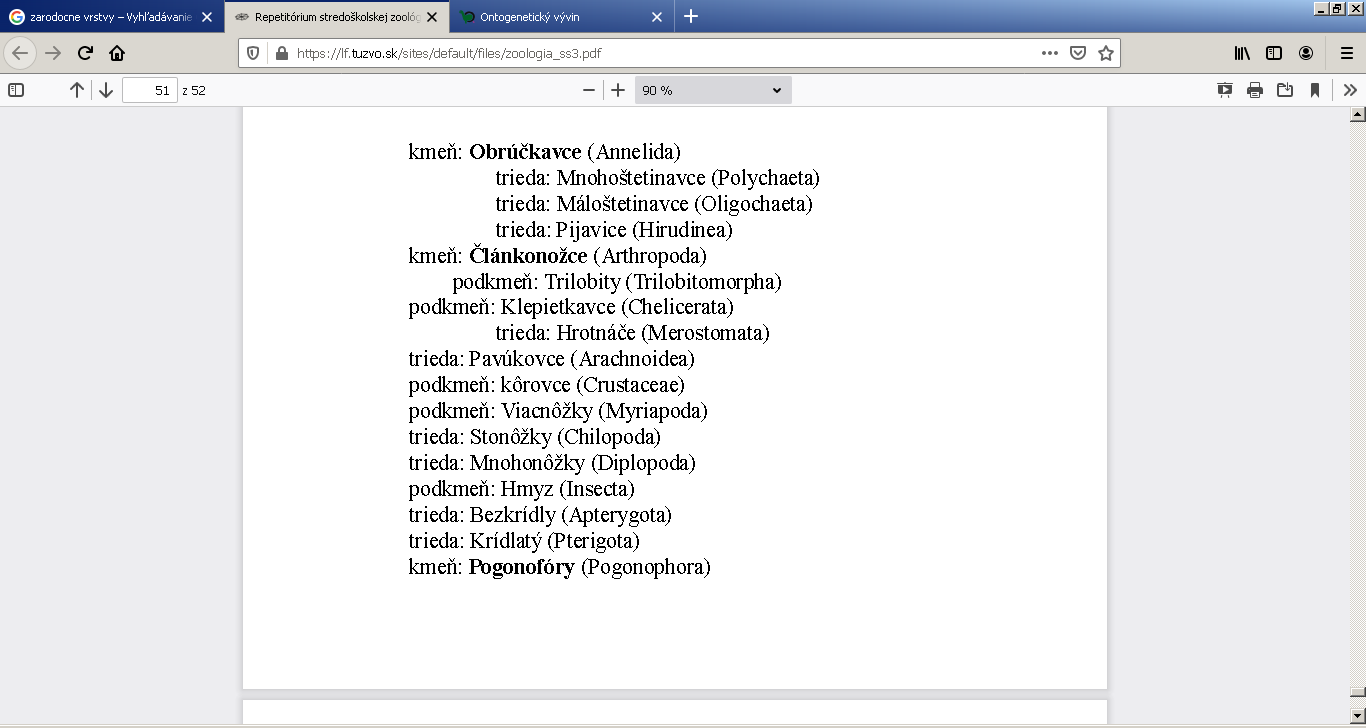 zarodocne vrstvy – Vyhľadávanie
Repetitórium stredoškolskej zoológ
Ontogenetický vývin
https://lf.tuzvo.sk/sites/default/files/zoologia_ss3.pdf
51 z 52
90 %
kmeň: Obrúčkavce (Annelida)
trieda: Mnohoštetinavce (Polychaeta)
trieda: Máloštetinavce (Oligochaeta)
trieda: Pijavice (Hirudinea)
kmeň: Článkonožce (Arthropoda)
podkmeň: Trilobity (Trilobitomorpha)
podkmeň: Klepietkavce (Chelicerata)
trieda: Hrotnáče (Merostomata)
trieda: Pavúkovce (Arachnoidea)
podkmeň: kôrovce (Crustaceae)
podkmeň: Viacnôžky (Myriapoda)
trieda: Stonôžky (Chilopoda)
trieda: Mnohonôžky (Diplopoda)
podkmeň: Hmyz (Insecta)
trieda: Bezkrídly (Apterygota)
trieda: Krídlatý (Pterigota)
kmeň: Pogonofóry (Pogonophora)